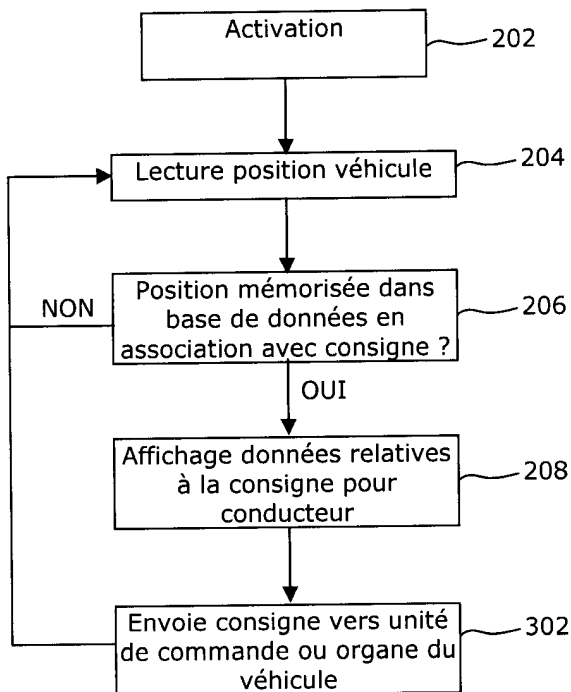 Activation
202
Lecture position véhicule
204
NON
Position mémorisée dans
base de données en
association avec consigne ?
206
OUI
Affichage données relatives
à la consigne pour
conducteur
208
Envoie consigne vers unité
de commande ou organe du
véhicule
302